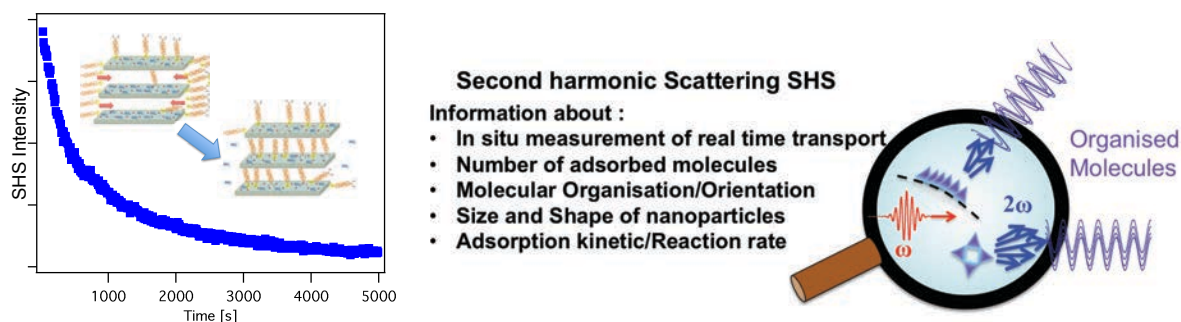 SHS Intensity
1000
2000
3000
4000
5000
Time [s]
Second harmonic Scattering SHS
Information about :
• In situ measurement of real time transport
• Number of adsorbed molecules
• Molecular Organisation/Orientation
• Size and Shape of nanoparticles
• Adsorption kinetic/Reaction rate
Organised
Molecules
2ω
ω